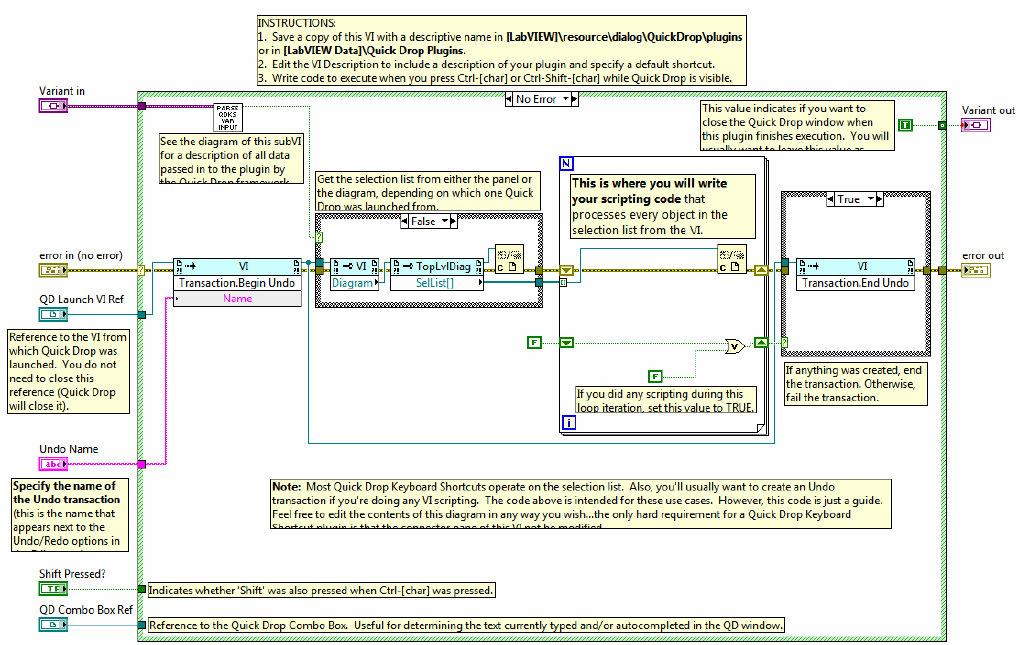 INSTRUCTIONS:
1. Save a copy of this VI with a descriptive name in [LabVIEW]\resource\dialog\QuickDrop\plugins
or in [LabVIEW Data]\Quick Drop Plugins.
2. Edit the VI Description to include a description of your plugin and specify a default shortcut.
3. Write code to execute when you press Ctrl-[char] or Ctrl-Shift-[char] while Quick Drop is visible.
Variant in
No Error
PARSE
QDKS
VAR
INPUT
See the diagram of this subVI
for a description of all data
passed in to the plugin by
the Quick Drop framework.
This value indicates if you want to
close the Quick Drop window when
this plugin finishes execution. You will
usually want to leave this value as
T
Variant out
Get the selection list from either the panel or
the diagram, depending on which one Quick
Drop was launched from.
False
N
This is where you will write
your scripting code that
processes every object in the
selection list from the VI.
True
error in (no error)
VI
Transaction.Begin Undo
Name
VI
Diagram
TopLvlDiag
SelList[]
VI
Transaction.End Undo
error out
QD Launch VI Ref
Reference to the VI from
which Quick Drop was
launched. You do not
need to close this
reference (Quick Drop
will close it).
F
V
F
If you did any scripting during this
loop iteration, set this value to TRUE.
i
If anything was created, end
the transaction. Otherwise,
fail the transaction.
Undo Name
abc
Specify the name of
the Undo transaction
(this is the name that
appears next to the
Undo/Redo options in
Note: Most Quick Drop Keyboard Shortcuts operate on the selection list. Also, you'll usually want to create an Undo
transaction if you're doing any VI scripting. The code above is intended for these use cases. However, this code is just a guide.
Feel free to edit the contents of this diagram in any way you wish...the only hard requirement for a Quick Drop Keyboard
Shortcut plugin is that the connector pane of this VI not be modified.
Shift Pressed?
TF
Indicates whether 'Shift' was also pressed when Ctrl-[char] was pressed.
QD Combo Box Ref
Reference to the Quick Drop Combo Box. Useful for determining the text currently typed and/or autocompleted in the QD window.